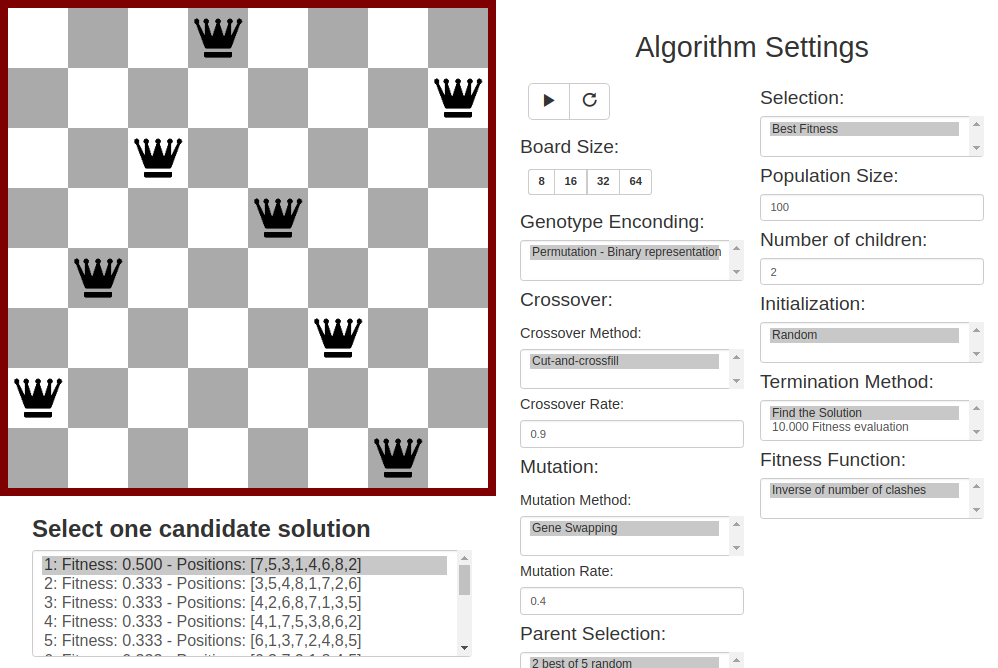 Algorithm Settings
Board Size:
8 16 32 64
Genotype Enconding:
Permutation - Binary representation
Crossover:
Crossover Method:
Cut-and-crossfill
Crossover Rate:
0.9
Mutation:
Mutation Method:
Gene Swapping
Mutation Rate:
0.4
Parent Selection:
2 best of 5 random
Selection:
Best Fitness
Population Size:
100
Number of children:
2
Initialization:
Random
Termination Method:
Find the Solution
10.000 Fitness evaluation
Fitness Function:
Inverse of number of clashes
Select one candidate solution
1: Fitness: 0.500 - Positions: [7,5,3,1,4,6,8,2]
2: Fitness: 0.333 - Positions: [3,5,4,8,1,7,2,6]
3: Fitness: 0.333 - Positions: [4,2,6,8,7,1,3,5]
4: Fitness: 0.333 - Positions: [4,1,7,5,3,8,6,2]
5: Fitness: 0.333 - Positions: [6,1,3,7,2,4,8,5]